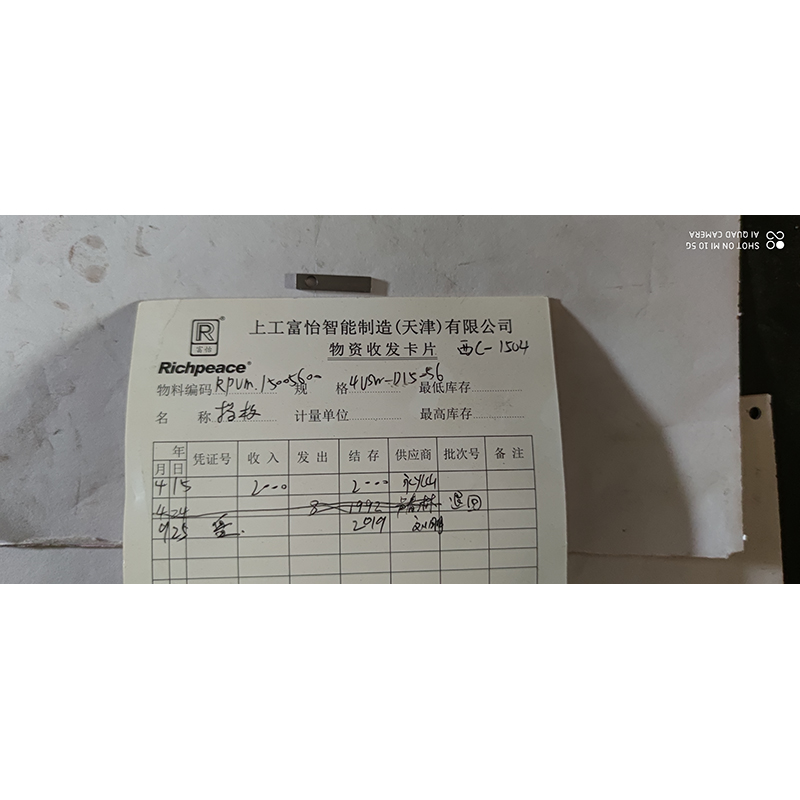 SHOT ON MI 10 5G
AI QUAD CAMERA
R
富怡
Richpeace
上工富怡智能制造(天津)有限公司
物资收发卡片 西C-1504
物料编码 RPUM.15005600 规格 4USW-D15-056 最低库存
名称 挡板 计量单位 最高库存
年
月 日 凭证号 收入 发出 结存 供应商 批次号 备注
4 15 2000 2000
4 24 8 1992 退回
9 25 2019